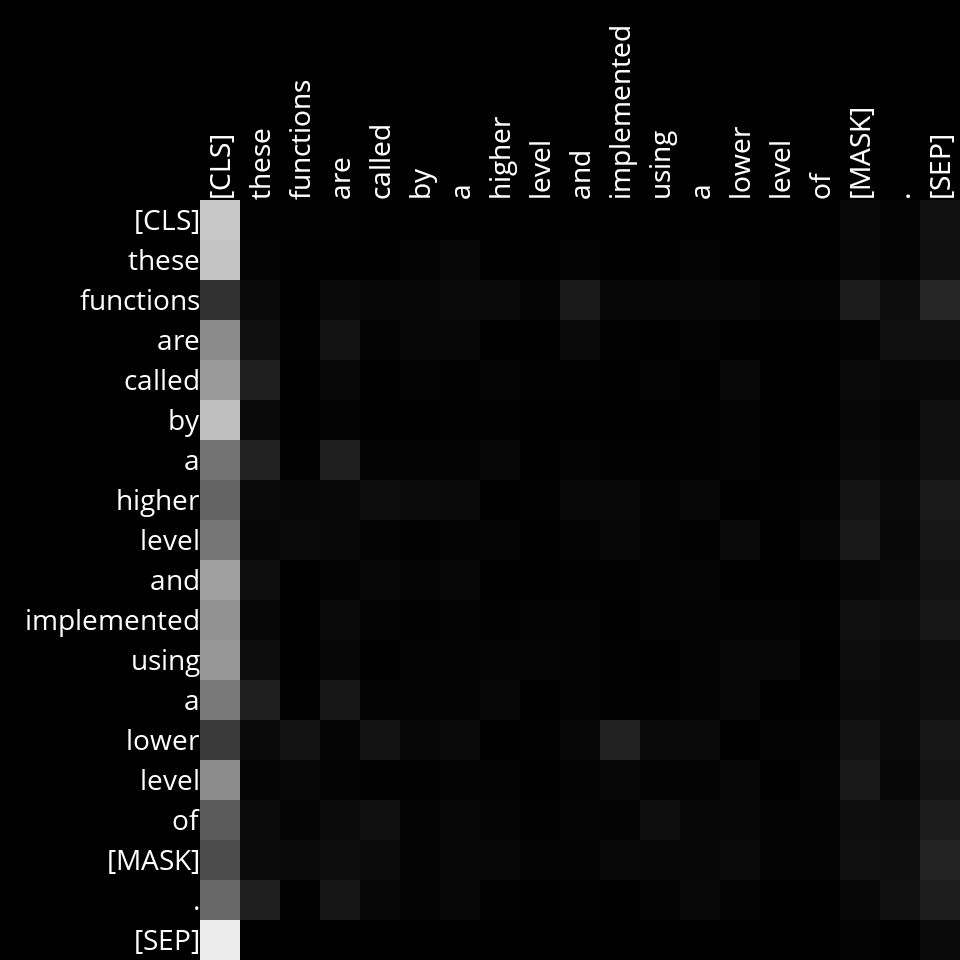 [CLS] these functions are called by a higher level and implemented using a lower level of [MASK] . [SEP]
[CLS]
these
functions
are
called
by
a
higher
level
and
implemented
using
a
lower
level
of
[MASK]
.
[SEP]